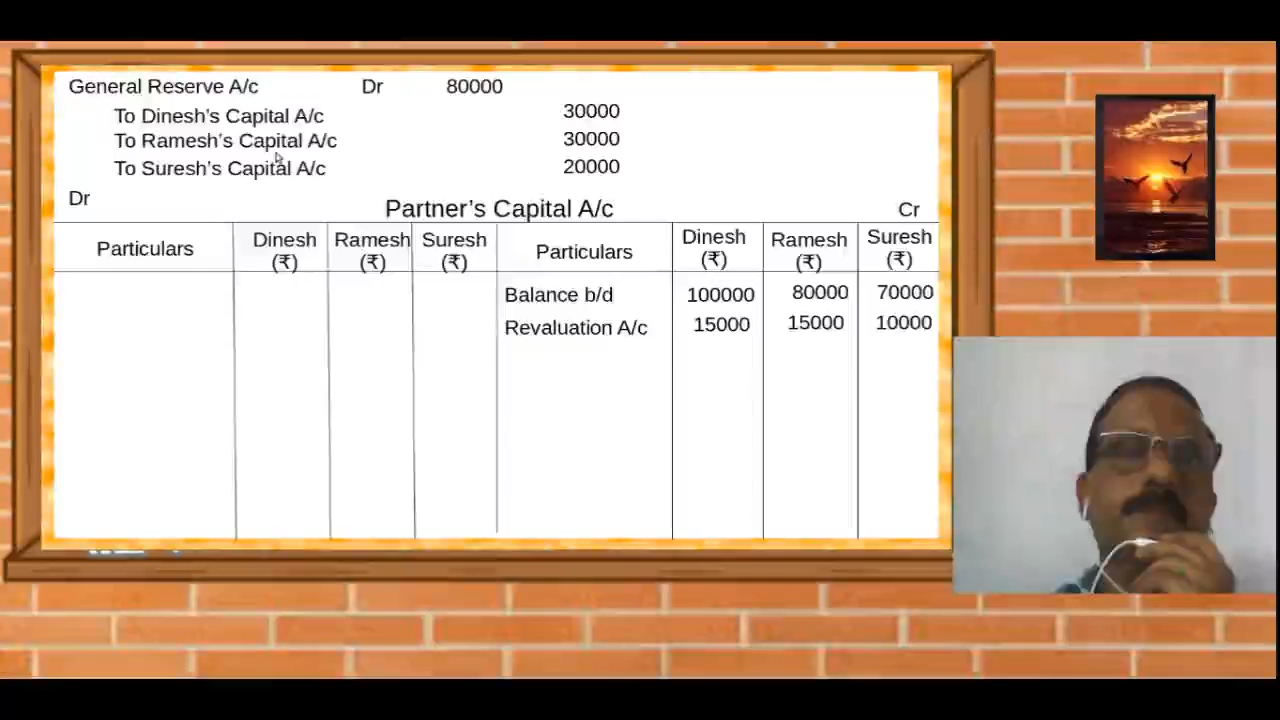 General Reserve A/c Dr 80000
To Dinesh's Capital A/c 30000
To Ramesh's Capital A/c 30000
To Suresh's Capital A/c 20000
Dr Partner's Capital A/c Cr
Particulars Dinesh (₹) Ramesh (₹) Suresh (₹) Particulars Dinesh (₹) Ramesh (₹) Suresh (₹)
Balance b/d 100000 80000 70000
Revaluation A/c 15000 15000 10000